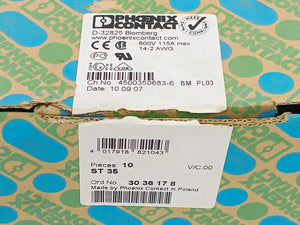 PHOENIX
CONTACT
D-32825 Blomberg
www.phoenixcontact.com
600V 115A max
14-2 AWG
Ch.No.: 4500350683-6 BM: PL03
Date: 10.09.07
4 017918 821043
Pieces: 10
V/C.00
ST 35
Ord.No.: 30 36 17 8
Made by Phoenix Contact in Poland